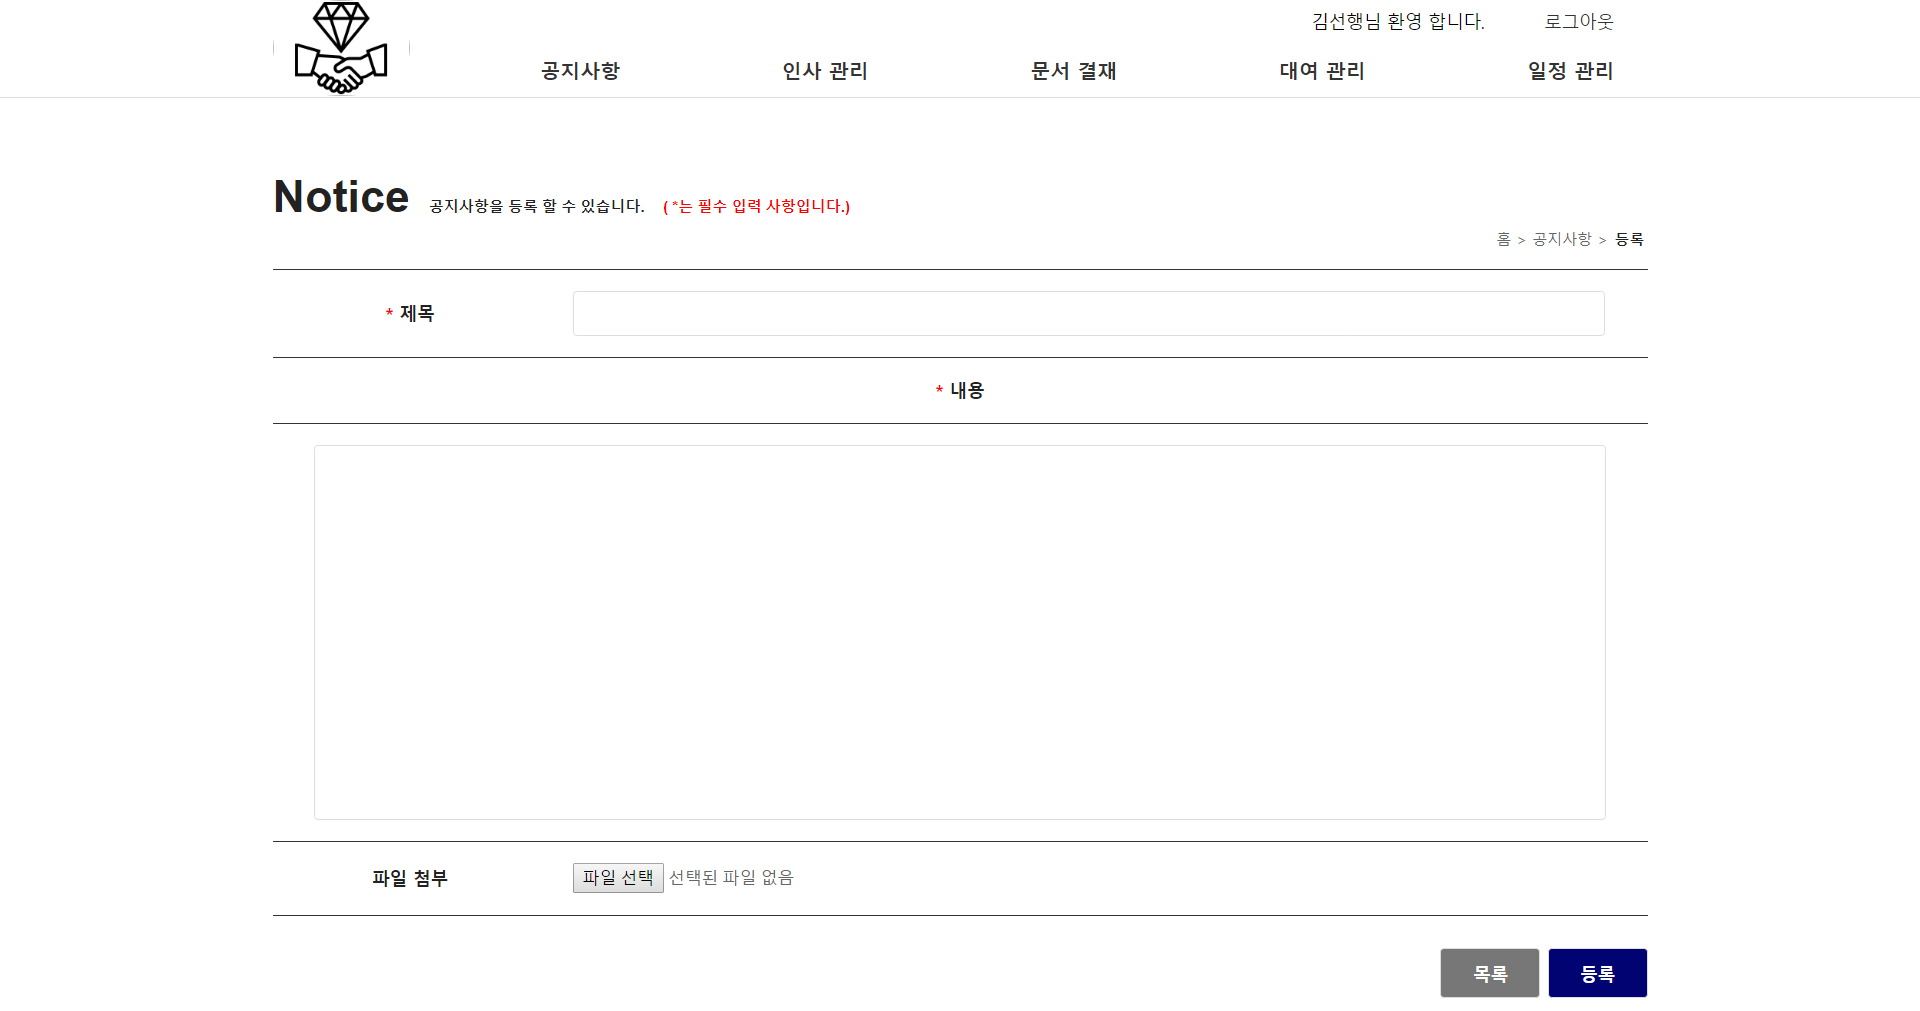 김선행님 환영 합니다. 로그아웃
공지사항 인사 관리 문서 결재 대여 관리 일정 관리
Notice 공지사항을 등록 할 수 있습니다. ( *는 필수 입력 사항입니다.)
홈 > 공지사항 > 등록
* 제목
* 내용
파일 첨부 파일 선택 선택된 파일 없음
목록 등록